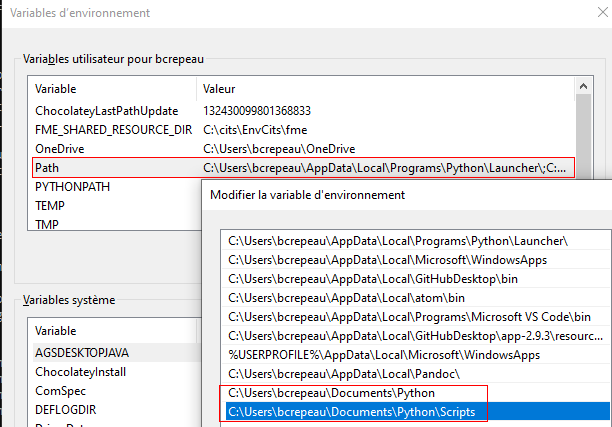 Variables d'environnement
Variables utilisateur pour bcrepeau
Variable Valeur
ChocolateyLastPathUpdate 132430099801368833
FME_SHARED_RESOURCE_DIR C:\cits\EnvCits\fme
OneDrive C:\Users\bcrepeau\OneDrive
Path C:\Users\bcrepeau\AppData\Local\Programs\Python\Launcher\;C:...
PYTHONPATH
TEMP
TMP
Modifier la variable d'environnement
C:\Users\bcrepeau\AppData\Local\Programs\Python\Launcher\
C:\Users\bcrepeau\AppData\Local\Microsoft\WindowsApps
C:\Users\bcrepeau\AppData\Local\GitHubDesktop\bin
C:\Users\bcrepeau\AppData\Local\atom\bin
C:\Users\bcrepeau\AppData\Local\Programs\Microsoft VS Code\bin
C:\Users\bcrepeau\AppData\Local\GitHubDesktop\app-2.9.3\resourc...
%USERPROFILE%\AppData\Local\Microsoft\WindowsApps
C:\Users\bcrepeau\AppData\Local\Pandoc\
C:\Users\bcrepeau\Documents\Python
C:\Users\bcrepeau\Documents\Python\Scripts
Variables système
Variable
AGSDESKTOPJAVA
ChocolateyInstall
ComSpec
DEFLOGDIR